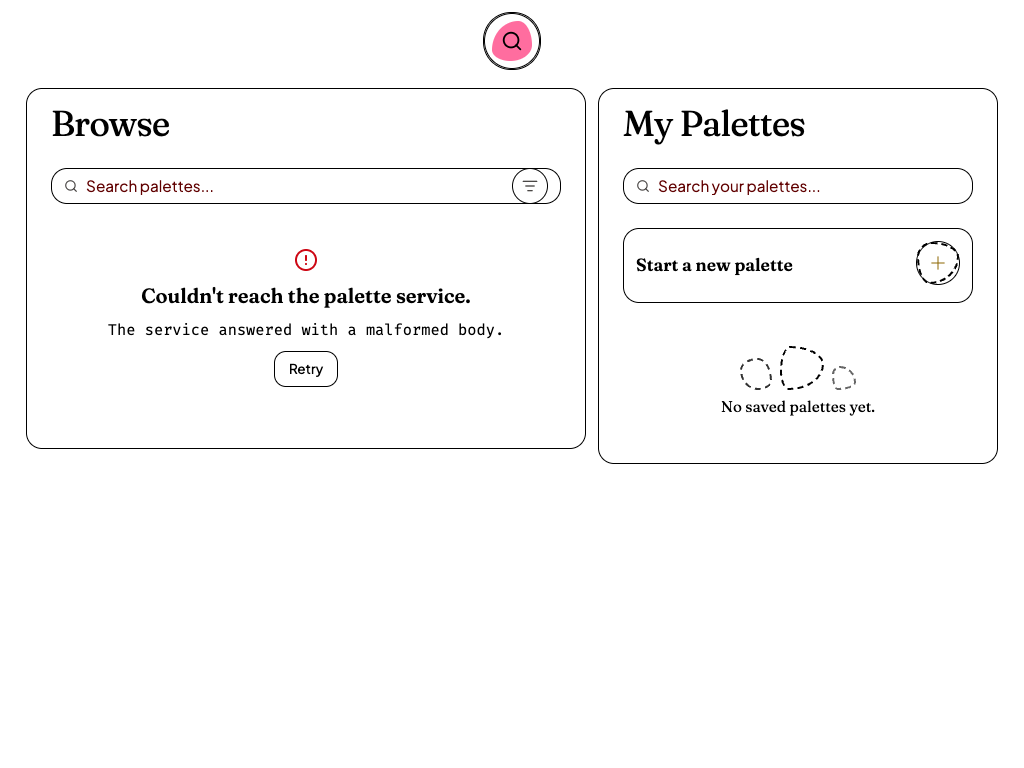 Browse
Search palettes...
Couldn't reach the palette service.
The service answered with a malformed body.
Retry
My Palettes
Search your palettes...
Start a new palette
No saved palettes yet.